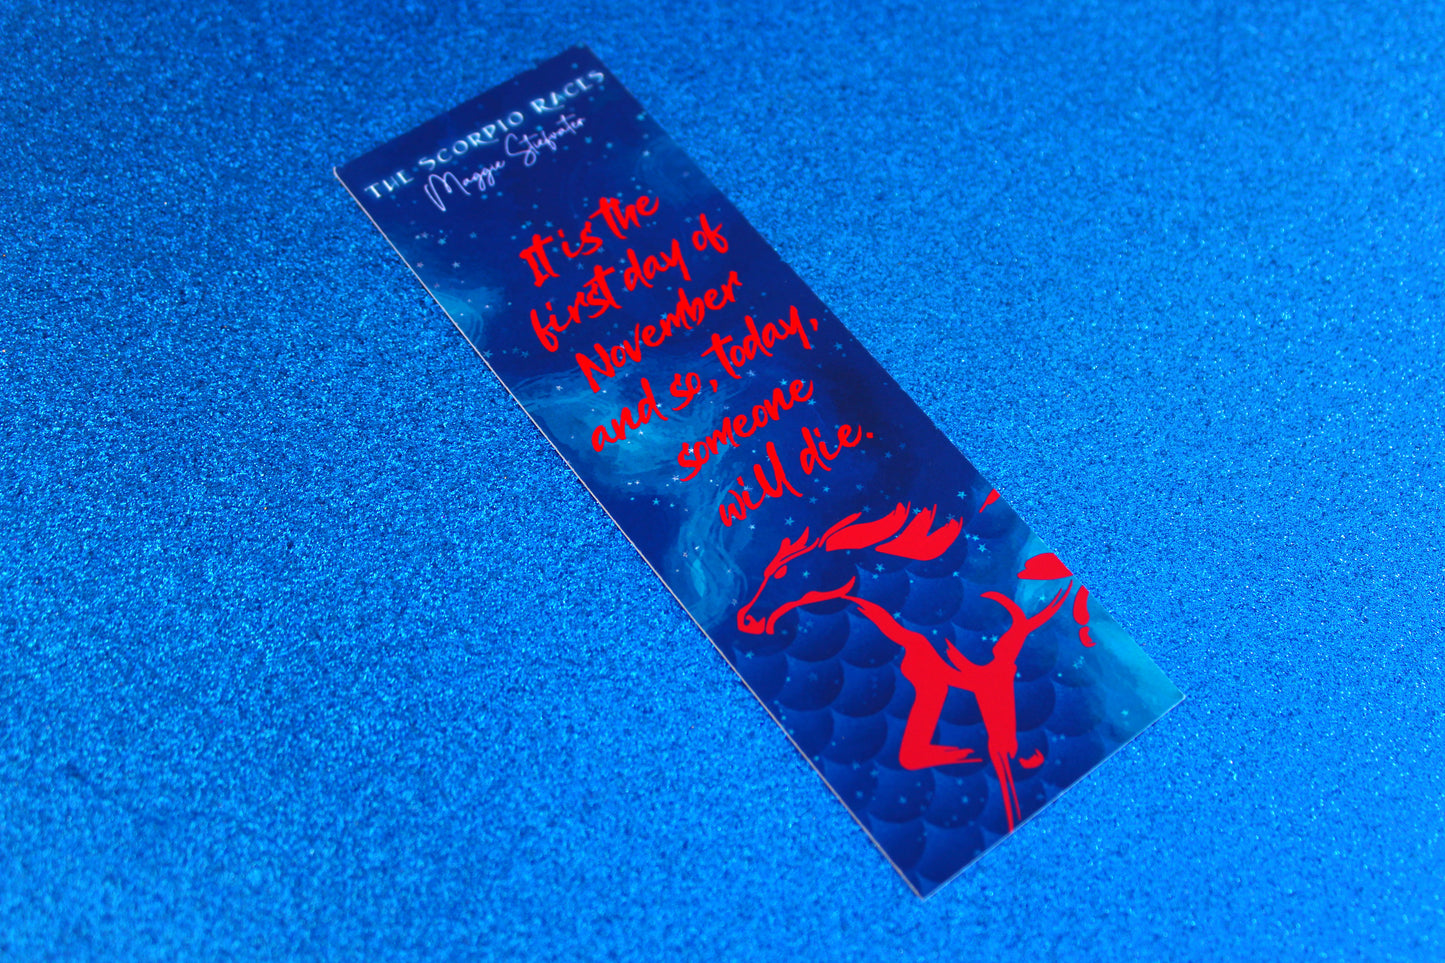 THE SCORPIO RACES
Maggie Stiefvater
It is the
first day of
November
and so, today,
someone
will die.